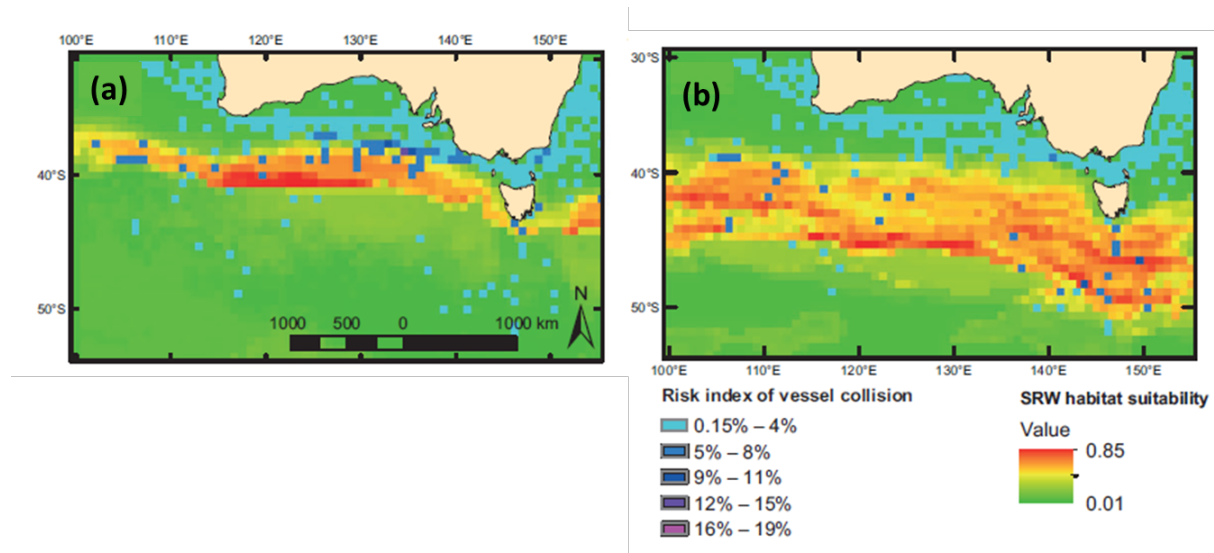 100°E 110°E 120°E 130°E 140°E 150°E
(a)
40°S
50°S
N
1000 500 0 1000 km
30°S
(b)
40°S
50°S
100°E 110°E 120°E 130°E 140°E 150°E
Risk index of vessel collision
0.15% – 4%
5% – 8%
9% – 11%
12% – 15%
16% – 19%
SRW habitat suitability
Value
0.85
0.01